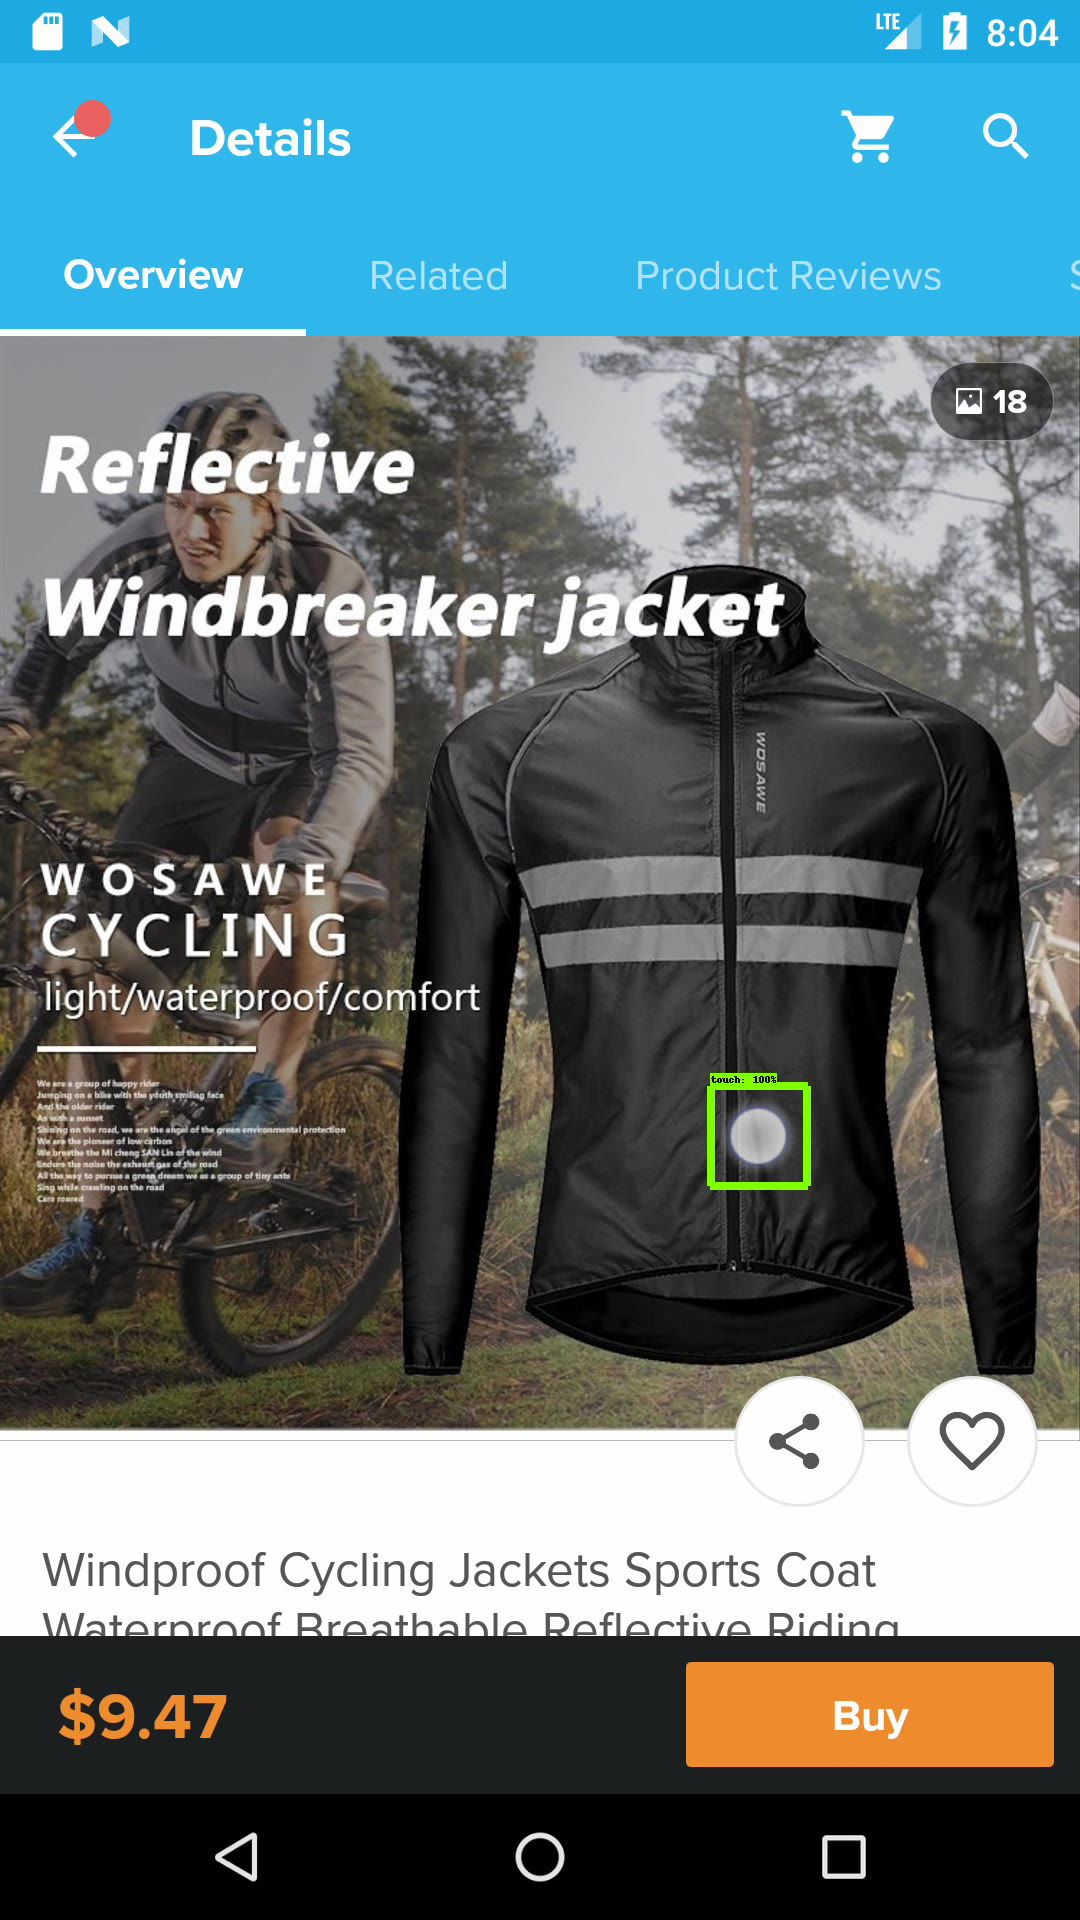 LTE 8:04
Details
Overview Related Product Reviews S
18
Reflective
Windbreaker jacket
WOSAWE
WOSAWE
CYCLING
light/waterproof/comfort
We are a group of happy rider
Jumping on a bike with the youth smiling face
And the older rider
As with a sunset
Shining on the road, we are the angel of the green environmental protection
We are the pioneer of low carbon
We breathe the Mi cheng SAN Lin of the wind
Endure the noise the exhaust gas of the road
All the way to pursue a green dream we as a group of tiny ants
Sing while crawling on the road
Cars roared
touch: 100%
Windproof Cycling Jackets Sports Coat
Waterproof Breathable Reflective Riding
$9.47 Buy